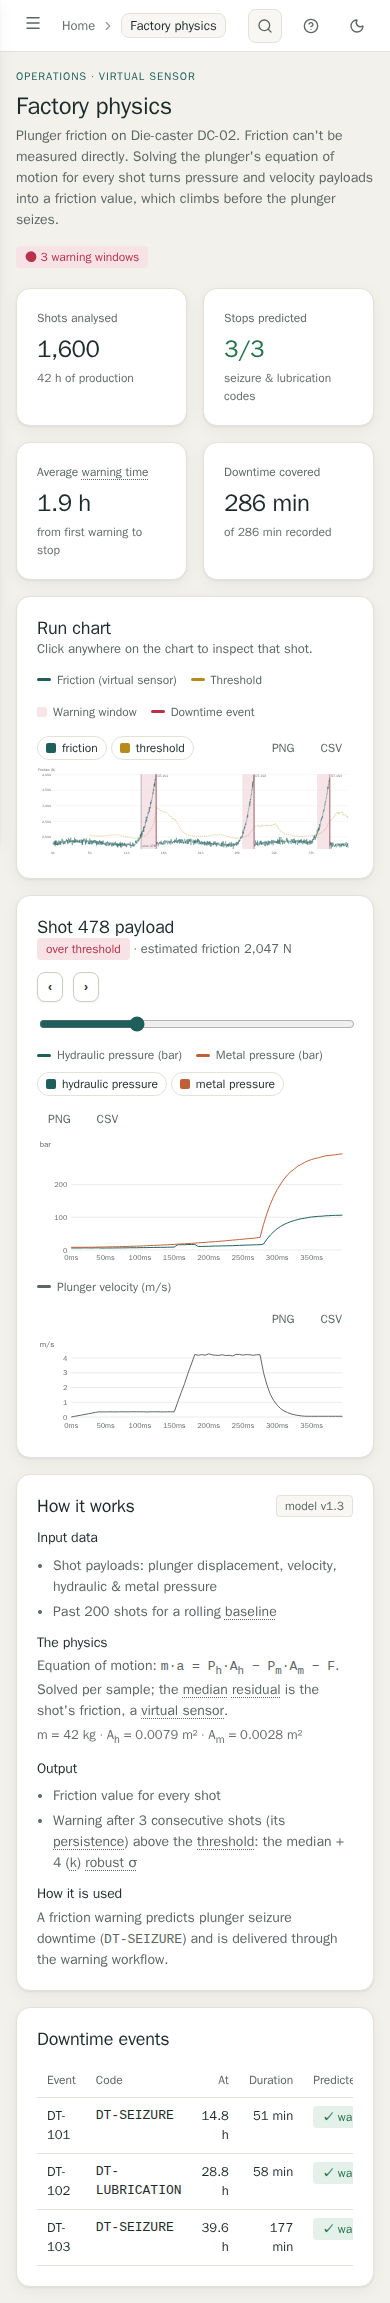 Home > Factory physics
OPERATIONS · VIRTUAL SENSOR
Factory physics
Plunger friction on Die-caster DC-02. Friction can't be
measured directly. Solving the plunger's equation of
motion for every shot turns pressure and velocity payloads
into a friction value, which climbs before the plunger
seizes.
3 warning windows
Shots analysed
1,600
42 h of production
Stops predicted
3/3
seizure & lubrication
codes
Average warning time
1.9 h
from first warning to
stop
Downtime covered
286 min
of 286 min recorded
Run chart
Click anywhere on the chart to inspect that shot.
Friction (virtual sensor) Threshold
Warning window Downtime event
friction threshold PNG CSV
Shot 478 payload
over threshold · estimated friction 2,047 N
‹ ›
Hydraulic pressure (bar) Metal pressure (bar)
hydraulic pressure metal pressure
PNG CSV
bar
200
100
0
0ms 50ms 100ms 150ms 200ms 250ms 300ms 350ms
Plunger velocity (m/s)
PNG CSV
m/s
4
3
2
1
0
0ms 50ms 100ms 150ms 200ms 250ms 300ms 350ms
How it works model v1.3
Input data
• Shot payloads: plunger displacement, velocity,
hydraulic & metal pressure
• Past 200 shots for a rolling baseline
The physics
Equation of motion: m·a = Pₕ·Aₕ − Pₘ·Aₘ − F.
Solved per sample; the median residual is the
shot's friction, a virtual sensor.
m = 42 kg · Aₕ = 0.0079 m² · Aₘ = 0.0028 m²
Output
• Friction value for every shot
• Warning after 3 consecutive shots (its
persistence) above the threshold: the median +
4 (k) robust σ
How it is used
A friction warning predicts plunger seizure
downtime (DT-SEIZURE) and is delivered through
the warning workflow.
Downtime events
Event Code At Duration Predicte
DT-101 DT-SEIZURE 14.8 h 51 min ✓ wa
DT-102 DT-LUBRICATION 28.8 h 58 min ✓ wa
DT-103 DT-SEIZURE 39.6 h 177 min ✓ wa